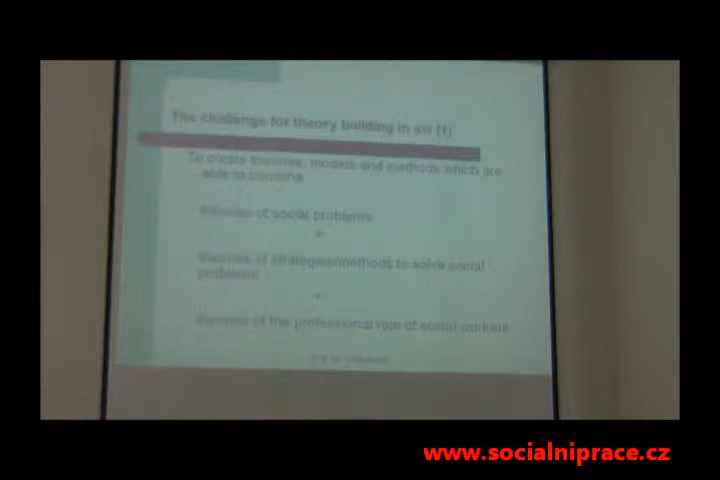 The challenge for theory building in sw (1)
To create theories, models and methods which are
able to combine
theories of social problems
+
theories of strategies/methods to solve social
problems
+
theories of the professional role of social workers
www.socialniprace.cz